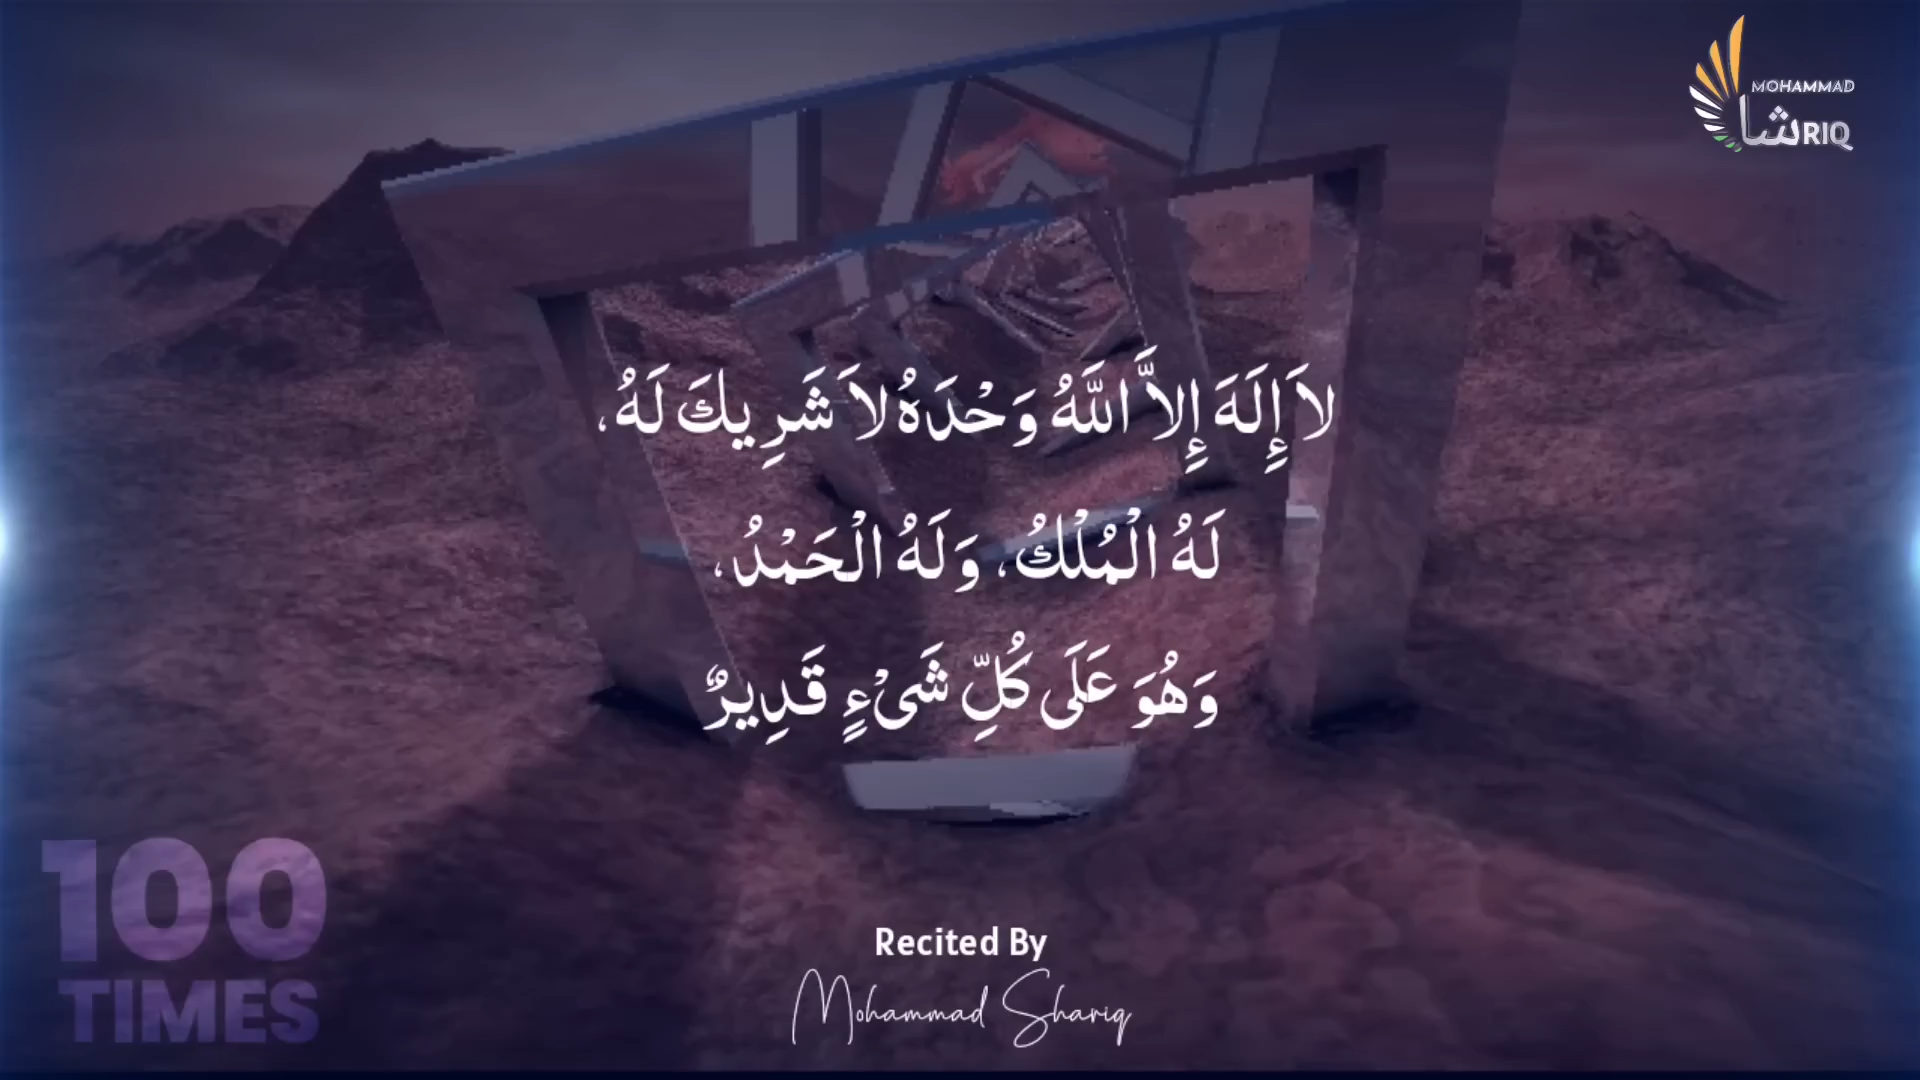 MOHAMMAD
شاRIQ
لاَ إِلَهَ إِلاَّ اللَّهُ وَحْدَهُ لاَ شَرِيكَ لَهُ،
لَهُ الْمُلْكُ، وَلَهُ الْحَمْدُ،
وَهُوَ عَلَى كُلِّ شَىْءٍ قَدِيرٌ
100
TIMES
Recited By
Mohammad Shariq